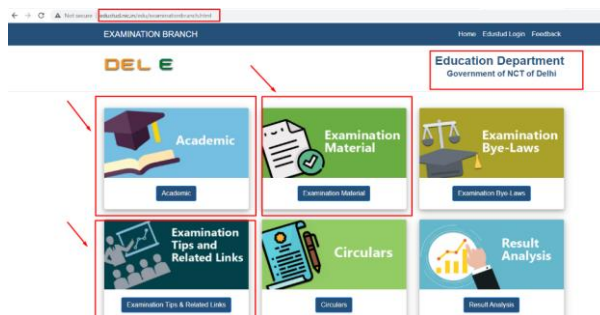 Not secure edustud.nic.in/edu/examinationbranch.html
EXAMINATION BRANCH
Home Edustud Login Feedback
DEL E
Education Department
Government of NCT of Delhi
Academic
Academic
Examination
Material
Examination Material
Examination
Bye-Laws
Examination Bye-Laws
Examination
Tips and
Related Links
Examination Tips & Related Links
Circulars
Circulars
Result
Analysis
Result Analysis